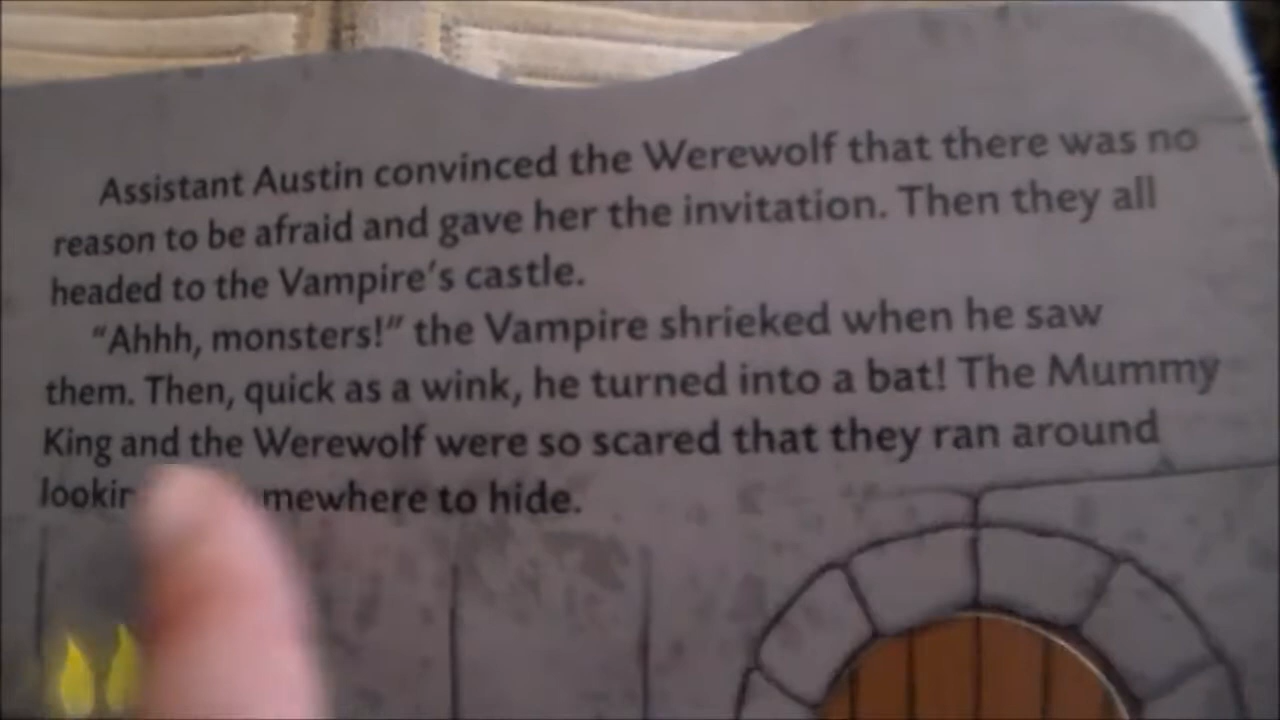 Assistant Austin convinced the Werewolf that there was no
reason to be afraid and gave her the invitation. Then they all
headed to the Vampire's castle.
"Ahhh, monsters!" the Vampire shrieked when he saw
them. Then, quick as a wink, he turned into a bat! The Mummy
King and the Werewolf were so scared that they ran around
to hide.